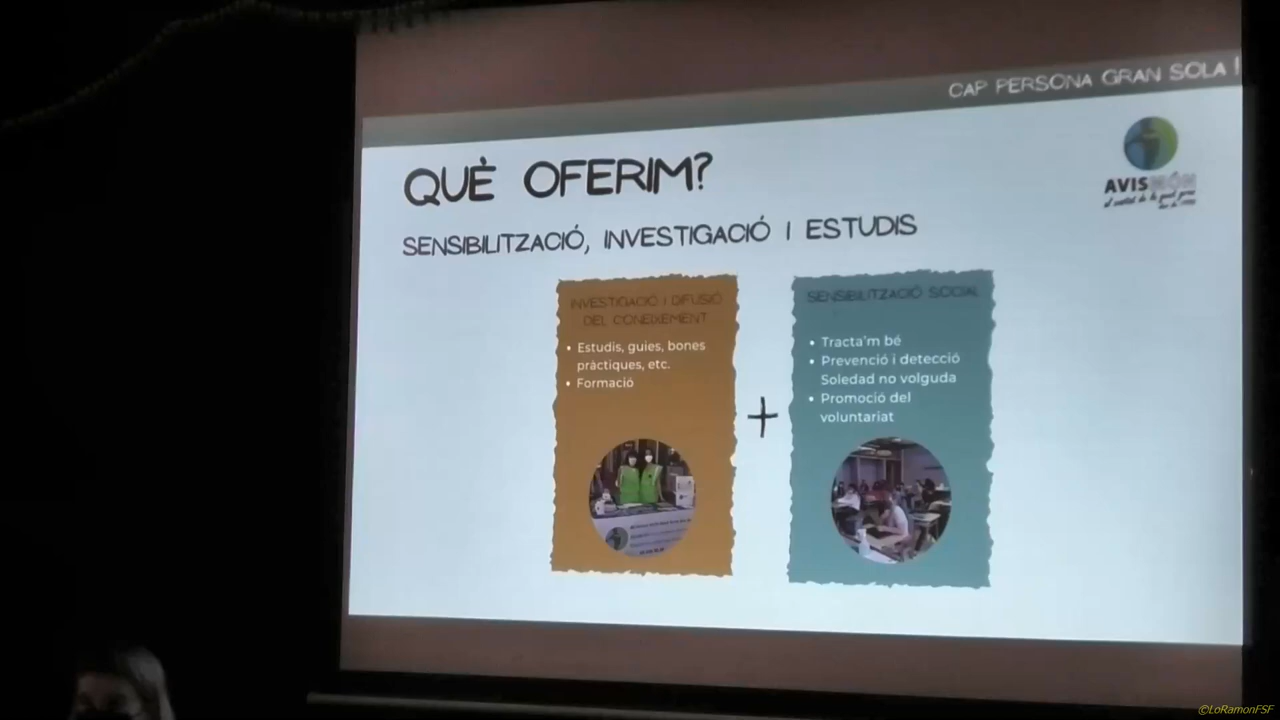 CAP PERSONA GRAN SOLA !
QUÈ OFERIM?
AVISMÓN
SENSIBILITZACIÓ, INVESTIGACIÓ I ESTUDIS
INVESTIGACIÓ I DIFUSIÓ
DEL CONEIXEMENT
• Estudis, guies, bones
pràctiques, etc.
• Formació
+
SENSIBILITZACIÓ SOCIAL
• Tracta'm bé
• Prevenció i detecció
Soledad no volguda
• Promoció del
voluntariat
©LoRamonFSF